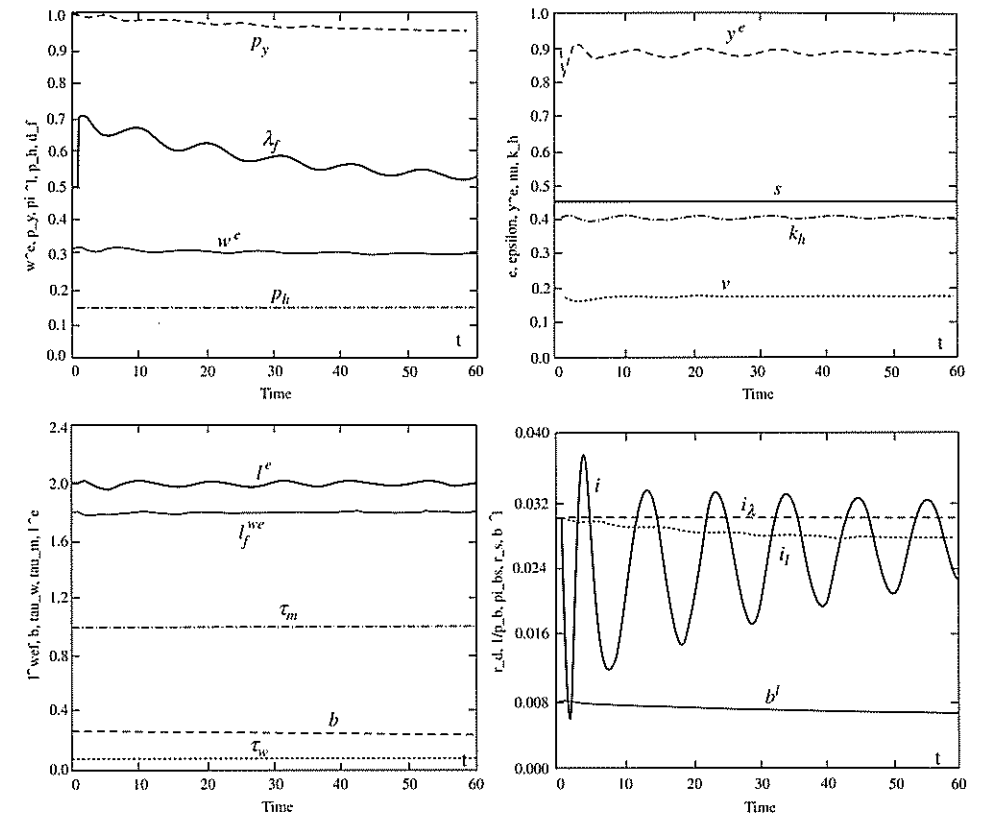 1.0
0.9
0.8
0.7
0.6
0.5
0.4
0.3
0.2
0.1
0.0
w^e, p_y, pi^l, p_h, d_f
p_y
λ_f
w^e
p_h
t
0 10 20 30 40 50 60
Time
1.0
0.9
0.8
0.7
0.6
0.5
0.4
0.3
0.2
0.1
0.0
e, epsilon, y^e, nu, k_h
y^e
s
k_h
v
t
0 10 20 30 40 50 60
Time
2.4
2.0
1.6
1.2
0.8
0.4
0.0
l^wef, b, tau_w, tau_m, l^e
l^e
l_f^we
τ_m
b
τ_w
t
0 10 20 30 40 50 60
Time
0.040
0.032
0.024
0.016
0.008
0.000
r_d, 1/p_b, pi_bs, r_s, b^l
i
i_λ
i_l
b^l
t
0 10 20 30 40 50 60
Time